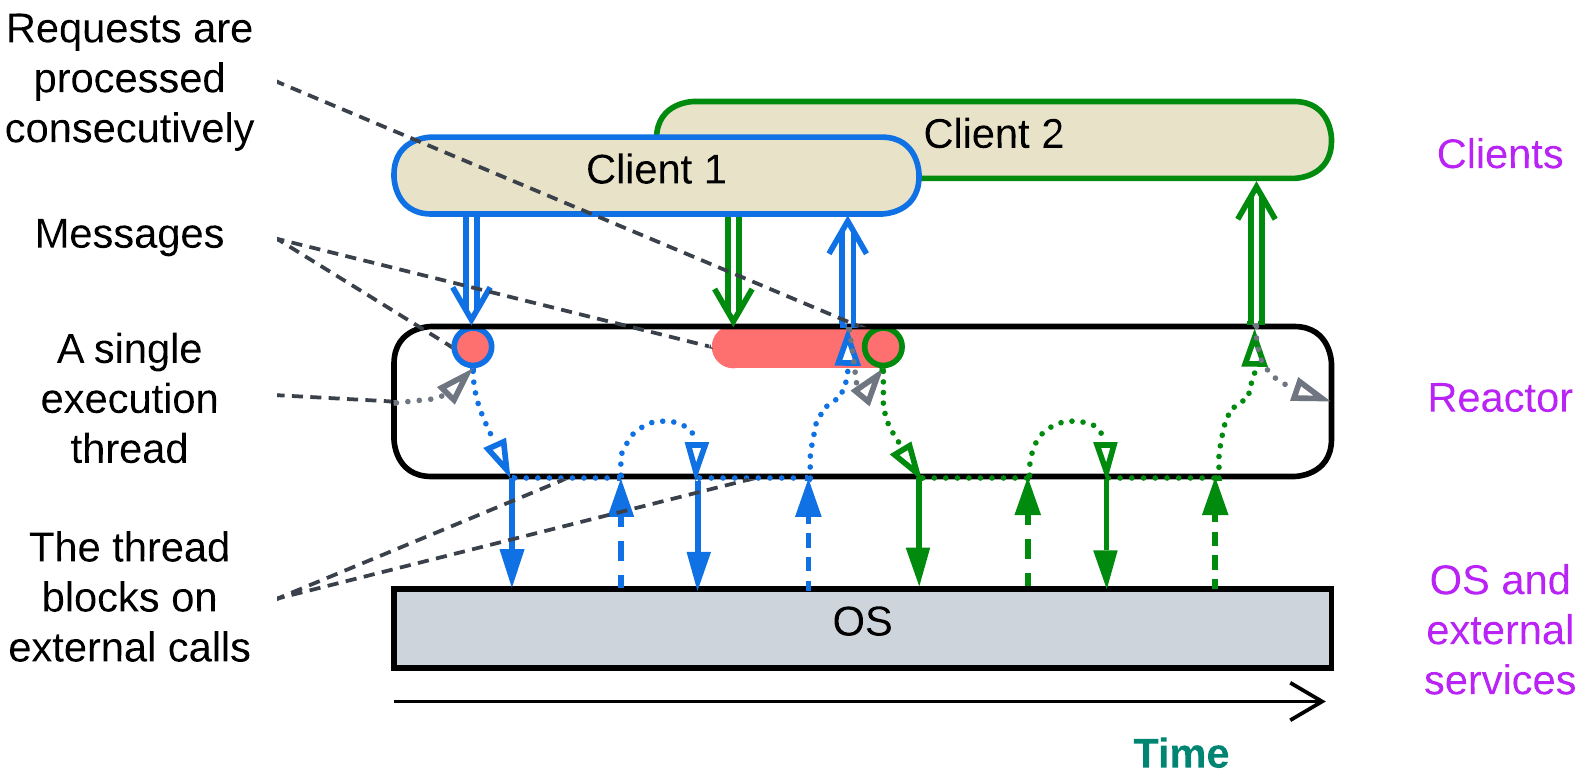 Requests are
processed
consecutively
Client 2
Client 1
Clients
Messages
A single
execution
thread
Reactor
The thread
blocks on
external calls
OS
OS and
external
services
Time